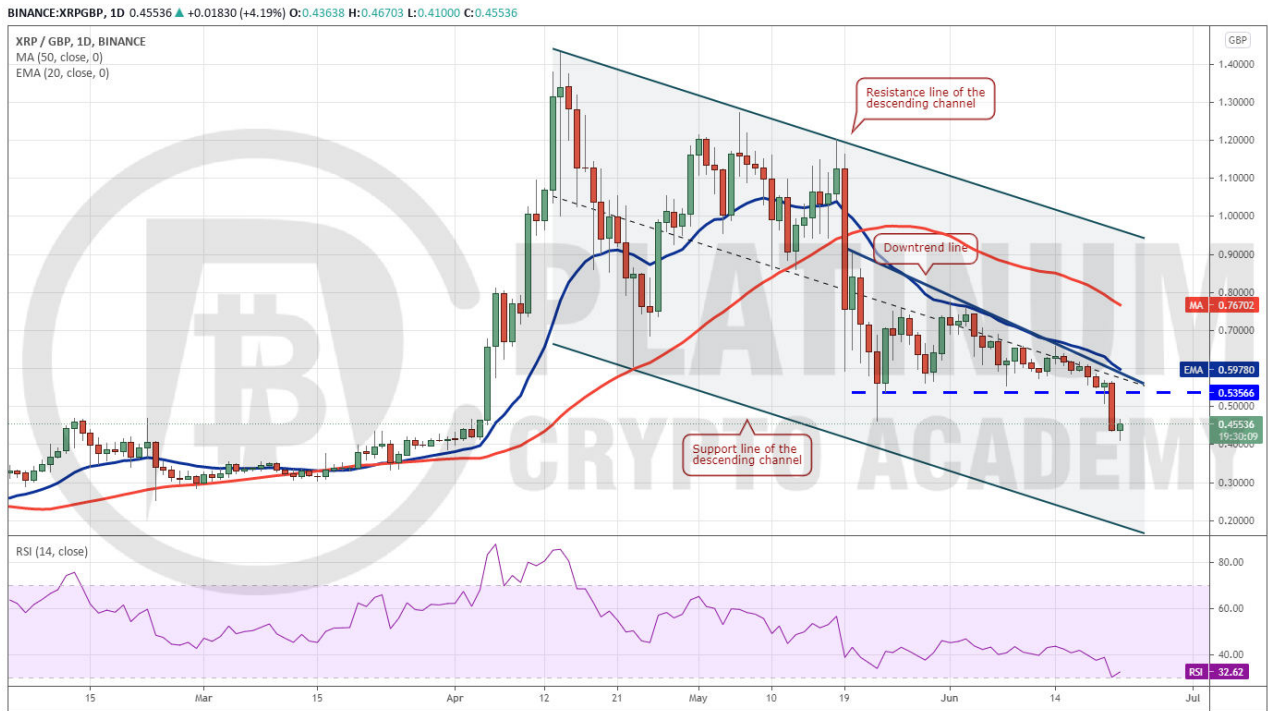 BINANCE:XRPGBP, 1D 0.45536 ▲ +0.01830 (+4.19%) O:0.43638 H:0.46703 L:0.41000 C:0.45536
XRP / GBP, 1D, BINANCE
MA (50, close, 0)
EMA (20, close, 0)
GBP
1.40000
1.30000
1.20000
1.10000
1.00000
0.90000
0.80000
MA 0.76702
0.70000
EMA 0.59780
0.53566
0.50000
0.45536
19:30:09
0.40000
0.30000
0.20000
Resistance line of the
descending channel
Downtrend line
Support line of the
descending channel
PLATINUM
CRYPTO ACADEMY
B
RSI (14, close)
80.00
60.00
40.00
RSI 32.62
15 Mar 15 Apr 12 21 May 10 19 Jun 14 Jul